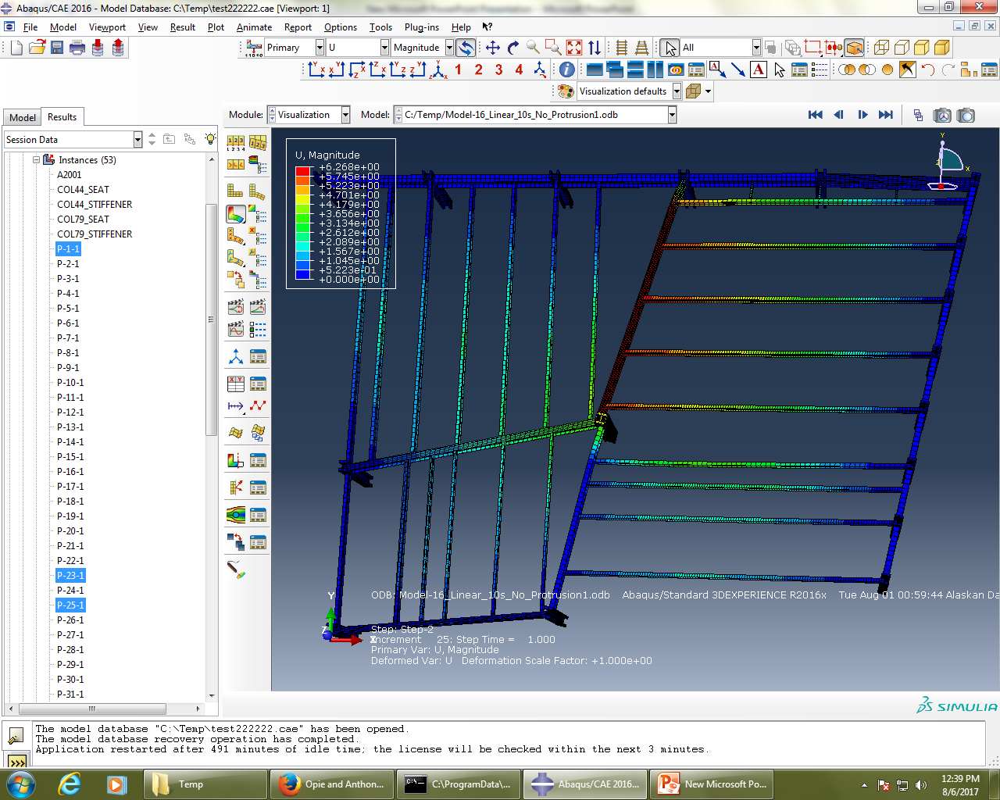 Abaqus/CAE 2016 - Model Database: C:\Temp\test222222.cae [Viewport: 1]
File Model Viewport View Result Plot Animate Report Options Tools Plug-ins Help
Primary U Magnitude All
1 2 3 4
Visualization defaults
Model Results
Module: Visualization Model: C:/Temp/Model-16_Linear_10s_No_Protrusion1.odb
Session Data
Instances (53)
A2001
COL44_SEAT
COL44_STIFFENER
COL79_SEAT
COL79_STIFFENER
P-1-1
P-2-1
P-3-1
P-4-1
P-5-1
P-6-1
P-7-1
P-8-1
P-9-1
P-10-1
P-11-1
P-12-1
P-13-1
P-14-1
P-15-1
P-16-1
P-17-1
P-18-1
P-19-1
P-20-1
P-21-1
P-22-1
P-23-1
P-24-1
P-25-1
P-26-1
P-27-1
P-28-1
P-29-1
P-30-1
P-31-1
U, Magnitude
+6.268e+00
+5.745e+00
+5.223e+00
+4.701e+00
+4.179e+00
+3.656e+00
+3.134e+00
+2.612e+00
+2.089e+00
+1.567e+00
+1.045e+00
+5.223e-01
+0.000e+00
Y
X
Z
Y
Z
X
ODB: Model-16_Linear_10s_No_Protrusion1.odb Abaqus/Standard 3DEXPERIENCE R2016x Tue Aug 01 00:59:44 Alaskan Da
Step: Step-2
Increment 25: Step Time = 1.000
Primary Var: U, Magnitude
Deformed Var: U Deformation Scale Factor: +1.000e+00
SIMULIA
The model database "C:\Temp\test222222.cae" has been opened.
The model database recovery operation has completed.
Application restarted after 491 minutes of idle time; the license will be checked within the next 3 minutes.
>>>
Temp
Opie and Anthon...
C:\ProgramData\...
Abaqus/CAE 2016...
New Microsoft Po...
12:39 PM
8/6/2017